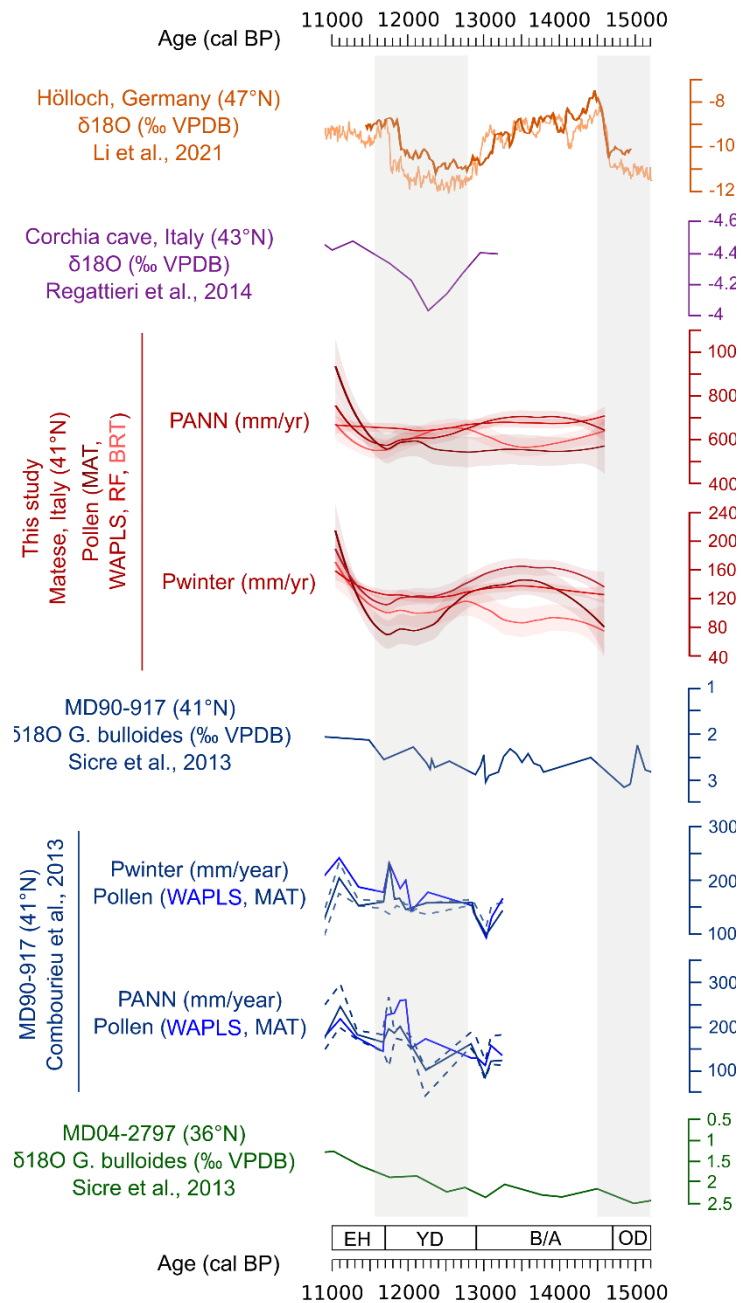 11000 12000 13000 14000 15000
Age (cal BP)
Hölloch, Germany (47°N)
δ18O (‰ VPDB)
Li et al., 2021
-8
-10
-12
Corchia cave, Italy (43°N)
δ18O (‰ VPDB)
Regattieri et al., 2014
-4.6
-4.4
-4.2
-4
This study
Matese, Italy (41°N)
Pollen (MAT,
WAPLS, RF, BRT)
PANN (mm/yr)
100
800
600
400
Pwinter (mm/yr)
240
200
160
120
80
40
MD90-917 (41°N)
δ18O G. bulloides (‰ VPDB)
Sicre et al., 2013
1
2
3
MD90-917 (41°N)
Combourieu et al., 2013
Pwinter (mm/year)
Pollen (WAPLS, MAT)
300
200
100
PANN (mm/year)
Pollen (WAPLS, MAT)
300
200
100
MD04-2797 (36°N)
δ18O G. bulloides (‰ VPDB)
Sicre et al., 2013
0.5
1
1.5
2
2.5
EH YD B/A OD
Age (cal BP)
11000 12000 13000 14000 15000